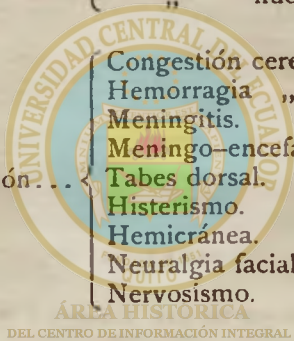 „
Congestión cere
Hemorragia „
Meningitis.
Meningo-encefa
ón... Tabes dorsal.
Histerismo.
Hemicránea.
Neuralgia facial
Nervosismo.
UNIVERSIDAD CENTRAL DEL ECUADOR
QUITO
ÁREA HISTÓRICA
DEL CENTRO DE INFORMACIÓN INTEGRAL